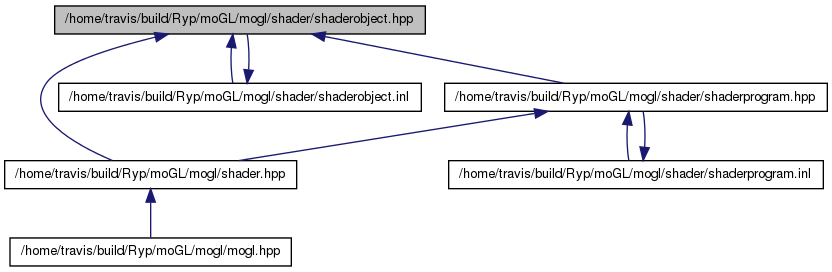 /home/travis/build/Ryp/moGL/mogl/shader/shaderobject.hpp
/home/travis/build/Ryp/moGL/mogl/shader/shaderobject.inl
/home/travis/build/Ryp/moGL/mogl/shader/shaderprogram.hpp
/home/travis/build/Ryp/moGL/mogl/shader.hpp
/home/travis/build/Ryp/moGL/mogl/shader/shaderprogram.inl
/home/travis/build/Ryp/moGL/mogl/mogl.hpp